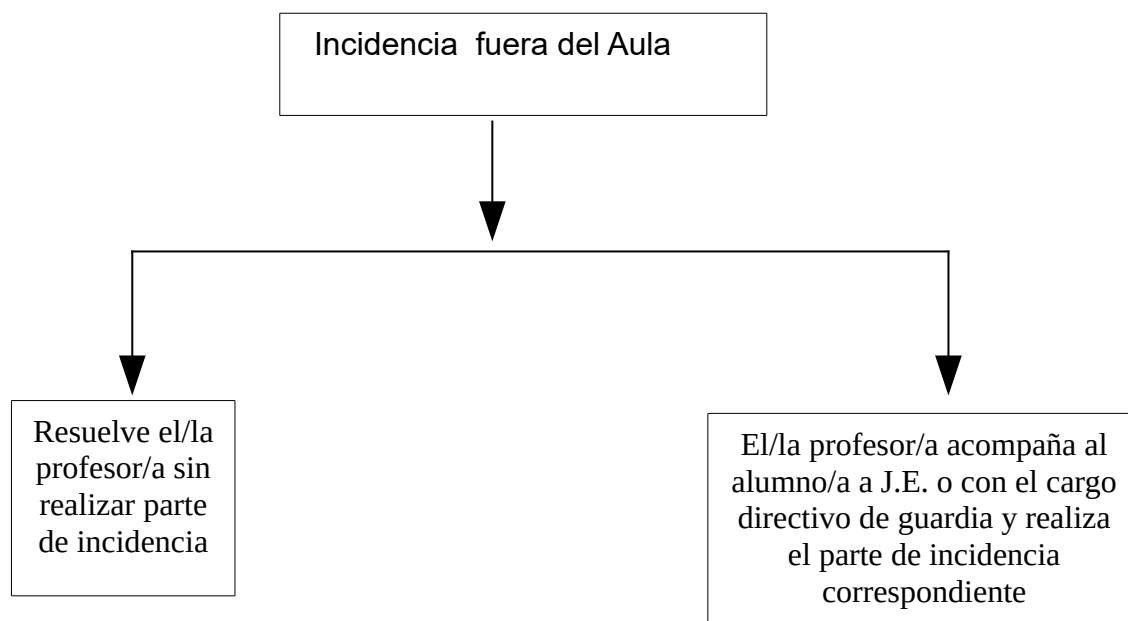 Incidencia  fuera del Aula
Resuelve el/la
profesor/a sin
realizar parte
de incidencia
El/la profesor/a acompaña al
alumno/a a J.E. o con el cargo
directivo de guardia y realiza
el parte de incidencia
correspondiente